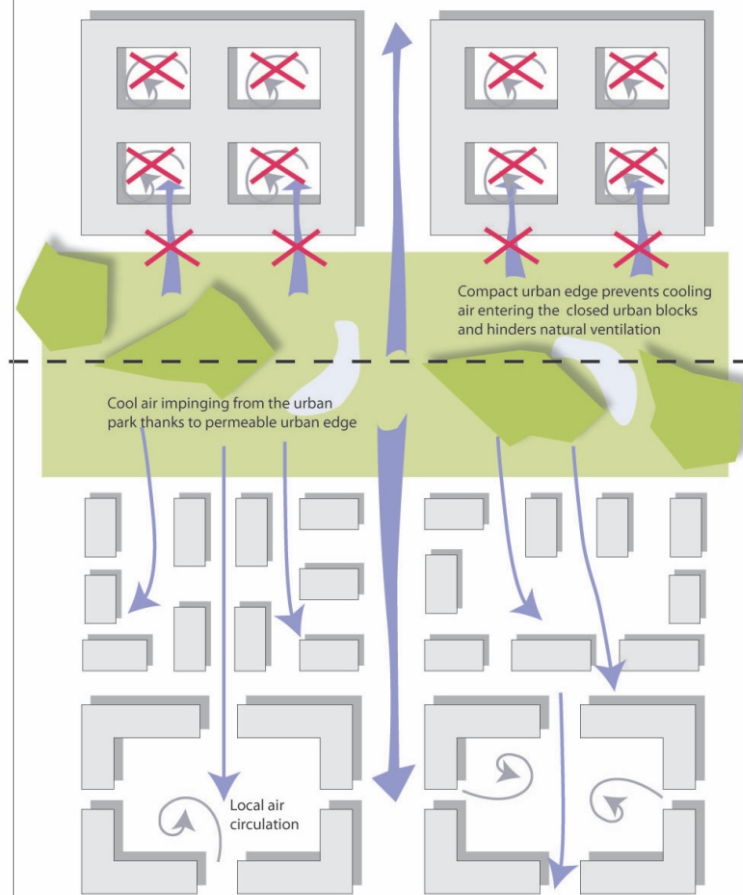 Compact urban edge prevents cooling
air entering the closed urban blocks
and hinders natural ventilation
Cool air impinging from the urban
park thanks to permeable urban edge
Local air
circulation